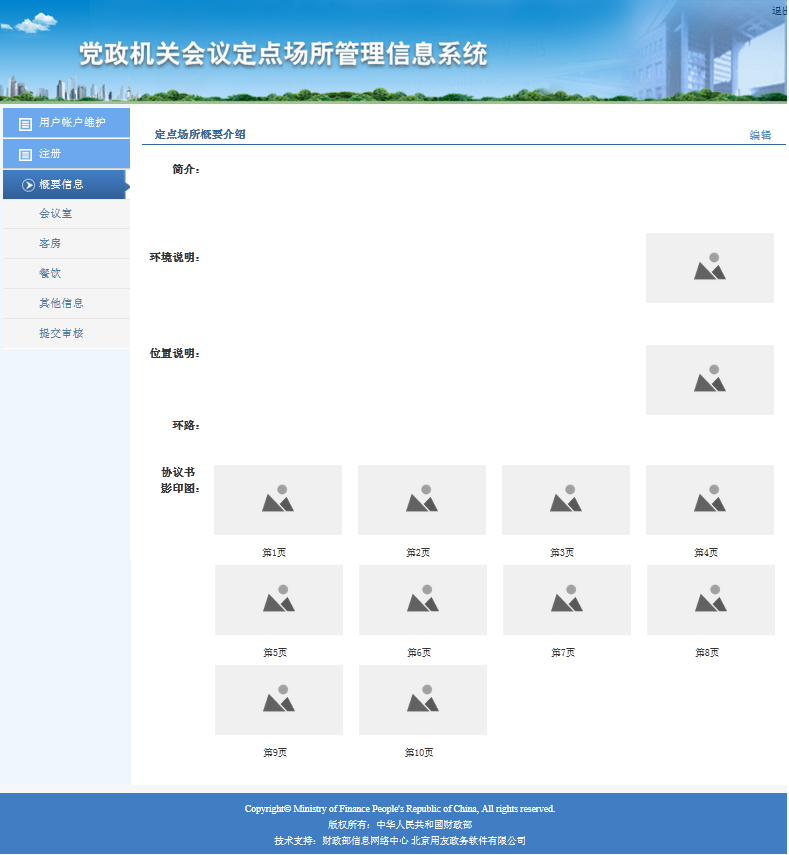 退出
党政机关会议定点场所管理信息系统
用户帐户维护
注册
概要信息
会议室
客房
餐饮
其他信息
提交审核
定点场所概要介绍
编辑
简介:
环境说明:
位置说明:
环路:
协议书
影印图:
第1页
第2页
第3页
第4页
第5页
第6页
第7页
第8页
第9页
第10页
Copyright© Ministry of Finance People's Republic of China, All rights reserved.
版权所有: 中华人民共和国财政部
技术支持: 财政部信息网络中心 北京用友政务软件有限公司